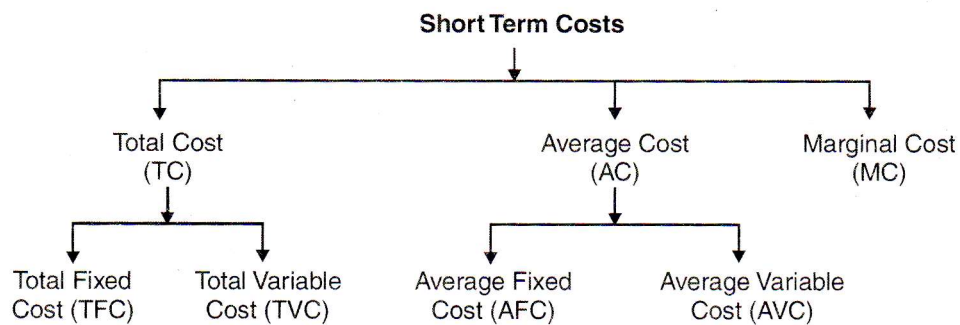 Short Term Costs
Total Cost
(TC)
Average Cost
(AC)
Marginal Cost
(MC)
Total Fixed
Cost (TFC)
Total Variable
Cost (TVC)
Average Fixed
Cost (AFC)
Average Variable
Cost (AVC)